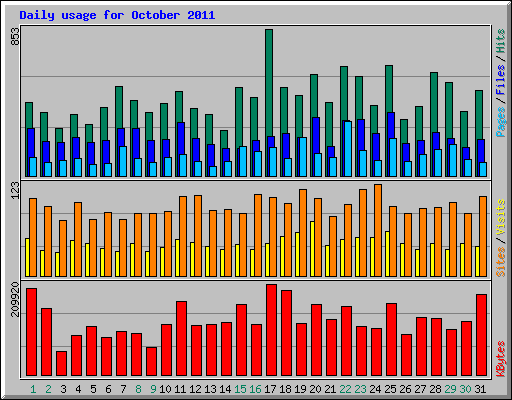 Daily usage for October 2011
853
Pages / Files / Hits
123
Sites / Visits
209920
KBytes
1 2 3 4 5 6 7 8 9 10 11 12 13 14 15 16 17 18 19 20 21 22 23 24 25 26 27 28 29 30 31